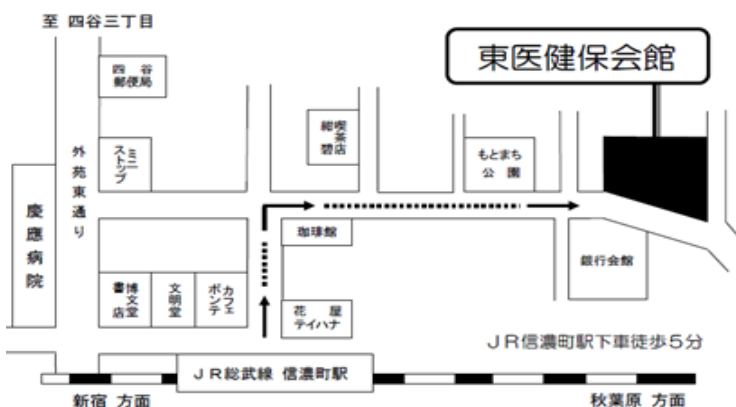 至 四谷三丁目
東医健保会館
四谷
郵便局
外苑東通り
ミニ
ストップ
喫茶店
紺碧
もとまち
公園
慶應病院
珈琲館
銀行会館
博文堂
書店
文明堂
カフェ
ボンテ
花屋
テイハナ
JR信濃町駅下車徒歩5分
JR総武線 信濃町駅
新宿 方面
秋葉原 方面